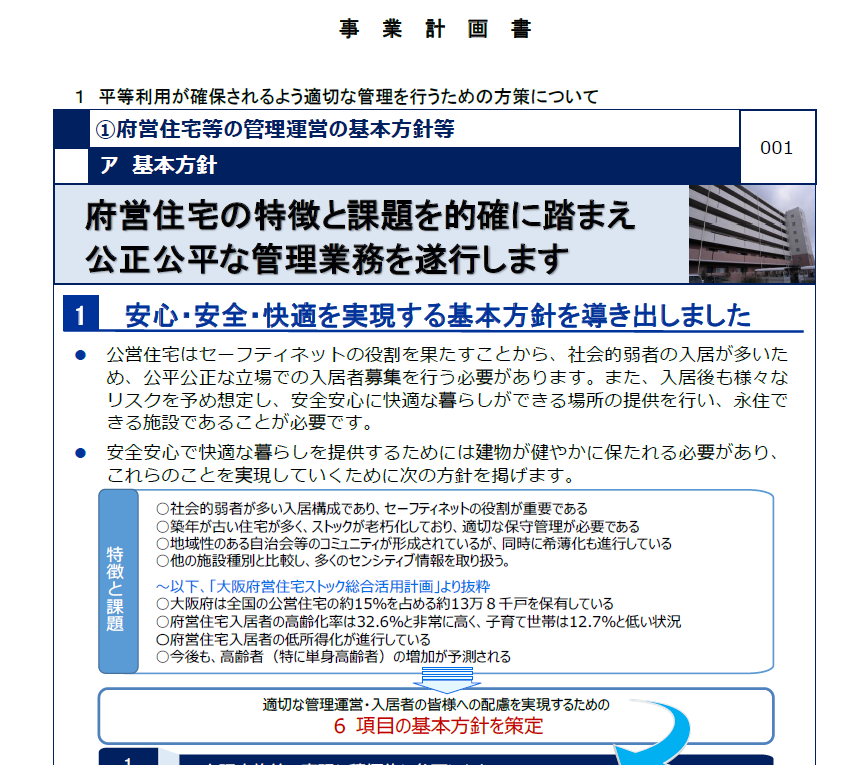 事 業 計 画 書
1 平等利用が確保されるよう適切な管理を行うための方策について
①府営住宅等の管理運営の基本方針等
001
ア 基本方針
府営住宅の特徴と課題を的確に踏まえ
公正公平な管理業務を遂行します
1 安心・安全・快適を実現する基本方針を導き出しました
● 公営住宅はセーフティネットの役割を果たすことから、社会的弱者の入居が多いた
め、公平公正な立場での入居者募集を行う必要があります。また、入居後も様々な
リスクを予め想定し、安全安心に快適な暮らしができる場所の提供を行い、永住で
きる施設であることが必要です。
● 安全安心で快適な暮らしを提供するためには建物が健やかに保たれる必要があり、
これらのことを実現していくために次の方針を掲げます。
特徴と課題
○社会的弱者が多い入居構成であり、セーフティネットの役割が重要である
○築年が古い住宅が多く、ストックが老朽化しており、適切な保守管理が必要である
○地域性のある自治会等のコミュニティが形成されているが、同時に希薄化も進行している
○他の施設種別と比較し、多くのセンシティブ情報を取り扱う。
～以下、「大阪府営住宅ストック総合活用計画」より抜粋
○大阪府は全国の公営住宅の約15%を占める約13万８千戸を保有している
○府営住宅入居者の高齢化率は32.6%と非常に高く、子育て世帯は12.7%と低い状況
○府営住宅入居者の低所得化が進行している
○今後も、高齢者（特に単身高齢者）の増加が予測される
適切な管理運営・入居者の皆様への配慮を実現するための
６ 項目の基本方針を策定
1